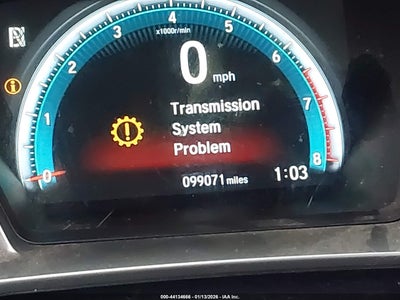 x1000r/min
0 1 2 3 4 5 6 7 8
0 mph
Transmission
System
Problem
099071 miles
1:03
000-44134666 - 01/13/2026 - IAA Inc.